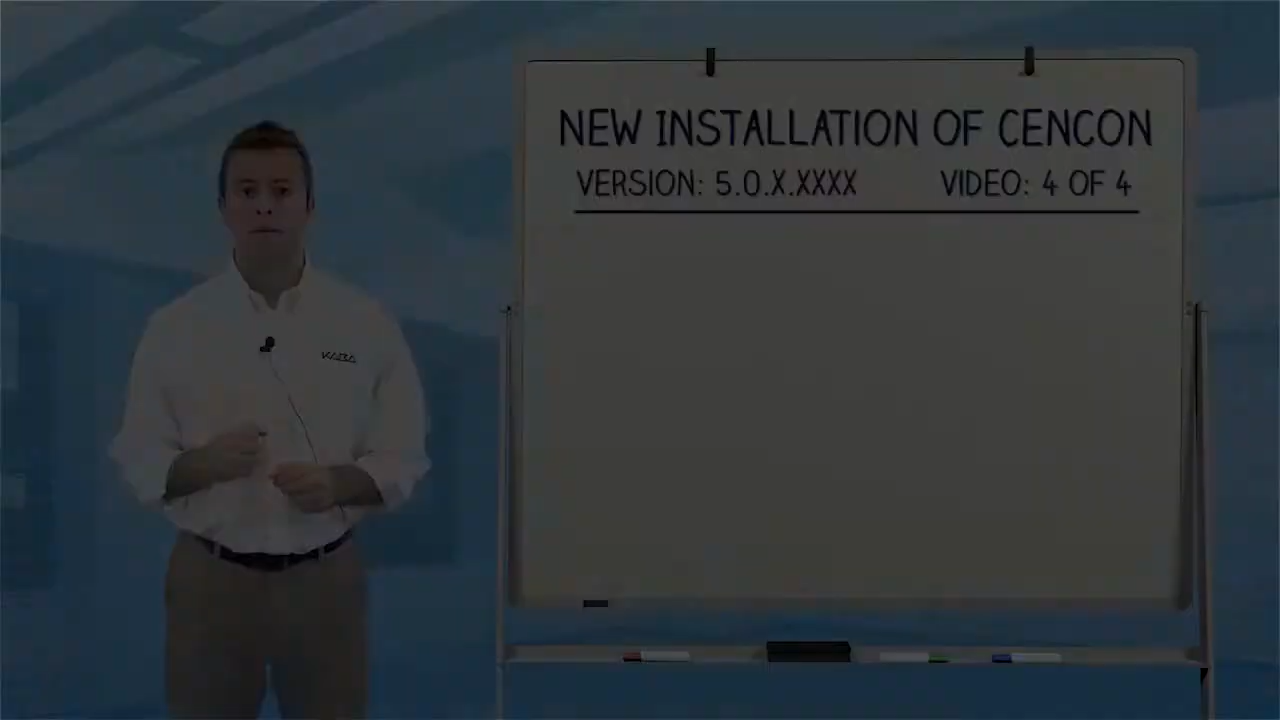 NEW INSTALLATION OF CENCON
VERSION: 5.0.X.XXXX VIDEO: 4 OF 4
KABA